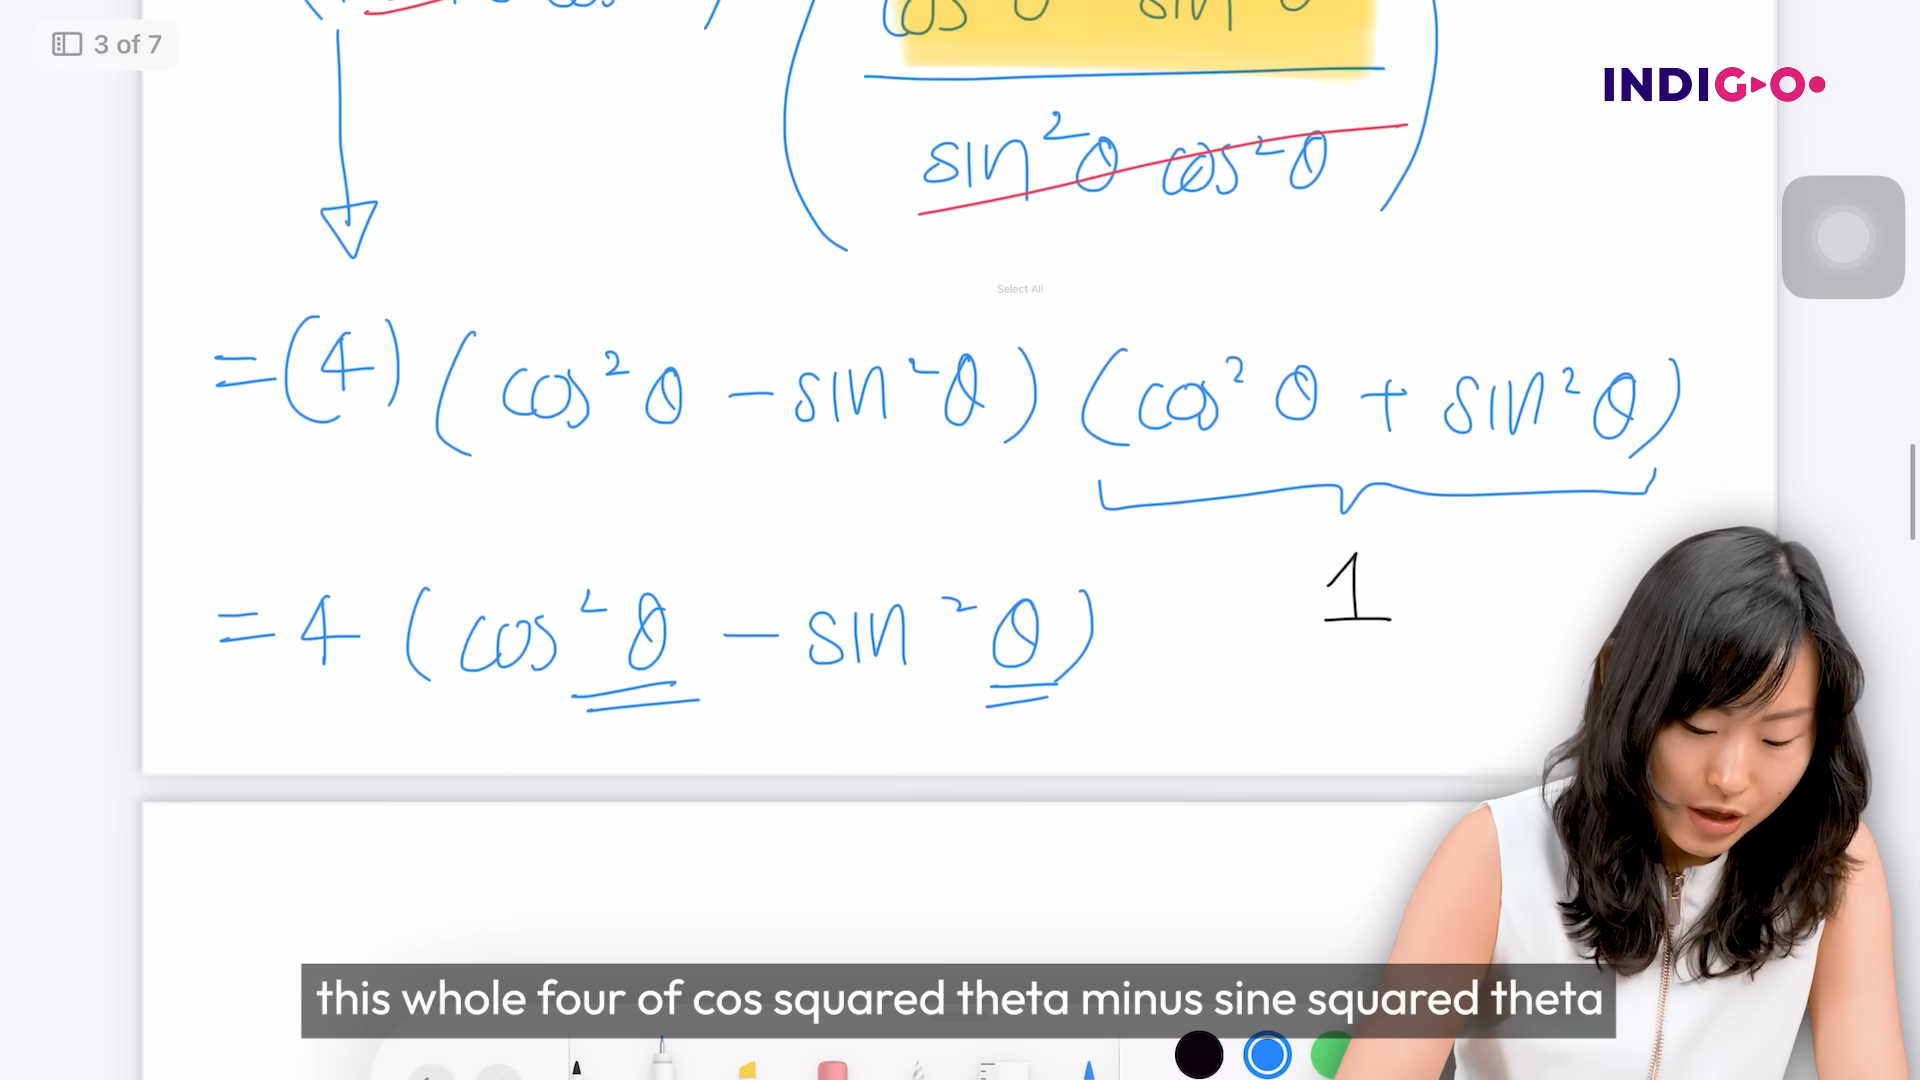 3 of 7
INDIGO
sin²θ cos²θ
Select All
= (4) (cos²θ − sin²θ) (cos²θ + sin²θ)
1
= 4 (cos²θ − sin²θ)
this whole four of cos squared theta minus sine squared theta